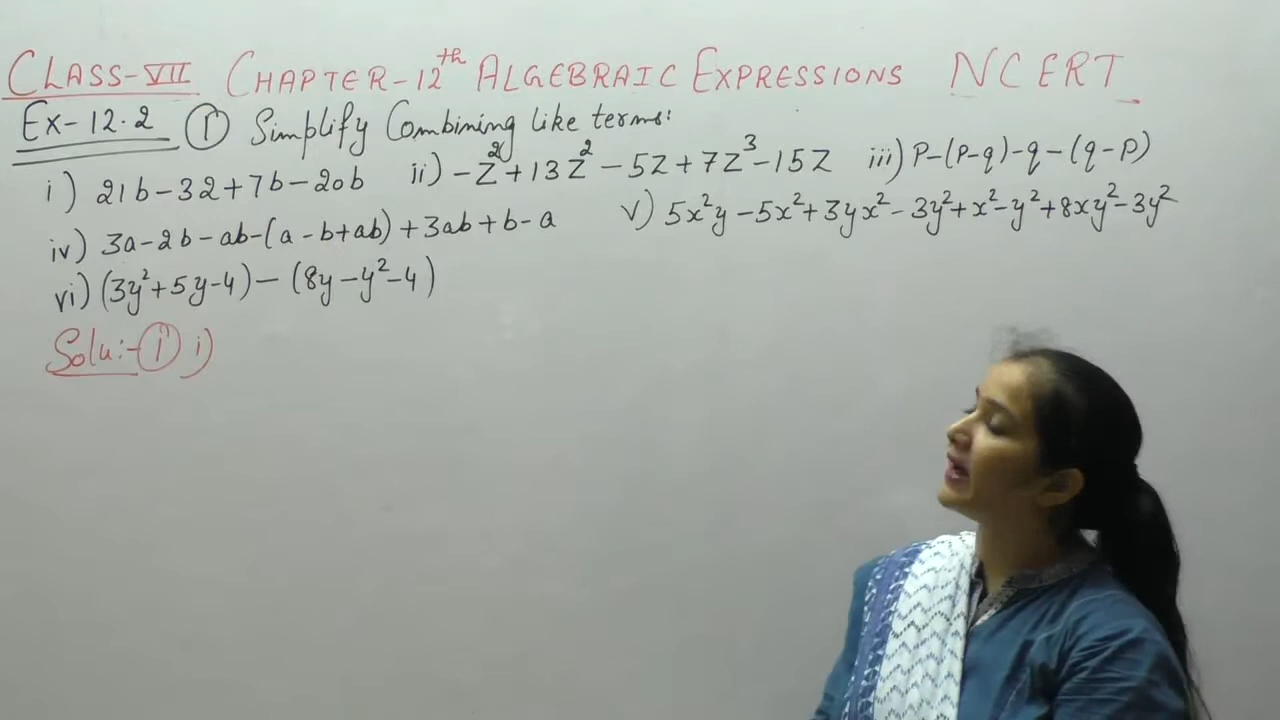 CLASS-VII CHAPTER-12th ALGEBRAIC EXPRESSIONS NCERT
Ex-12.2 ① Simplify Combining like terms:
i) 21b-32+7b-20b ii) -z²+13z²-5z+7z³-15z iii) p-(p-q)-q-(q-p)
iv) 3a-2b-ab-(a-b+ab)+3ab+b-a v) 5x²y-5x²+3yx²-3y²+x²-y²+8xy²-3y²
vi) (3y²+5y-4)-(8y-y²-4)
Solu:-① i)